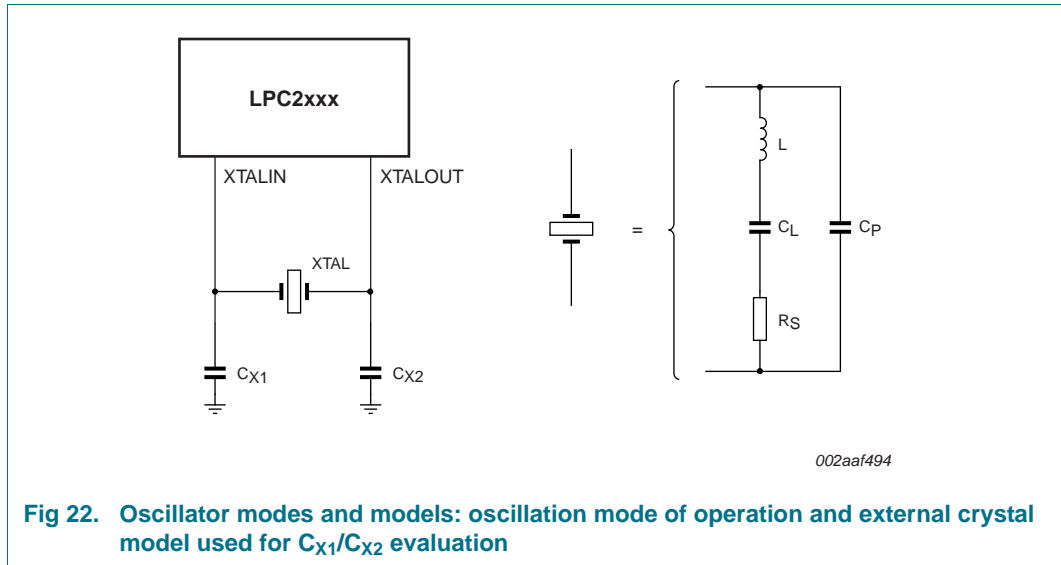 LPC2xxx
XTALIN XTALOUT
XTAL
CX1 CX2
=
L
CL CP
RS
002aaf494
Fig 22. Oscillator modes and models: oscillation mode of operation and external crystal
model used for CX1/CX2 evaluation